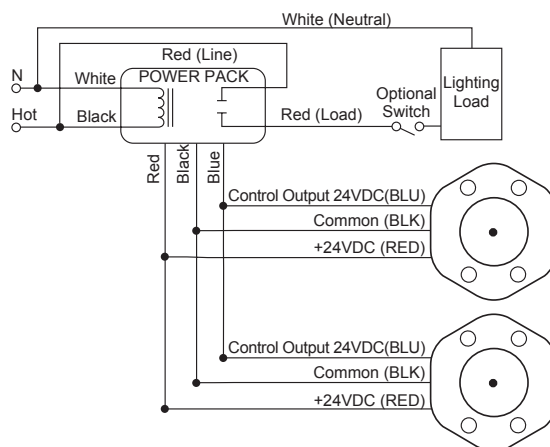 White (Neutral)
Red (Line)
N
White
POWER PACK
Lighting
Load
Optional
Switch
Hot
Black
Red (Load)
Red
Black
Blue
Control Output 24VDC(BLU)
Common (BLK)
+24VDC (RED)
Control Output 24VDC(BLU)
Common (BLK)
+24VDC (RED)